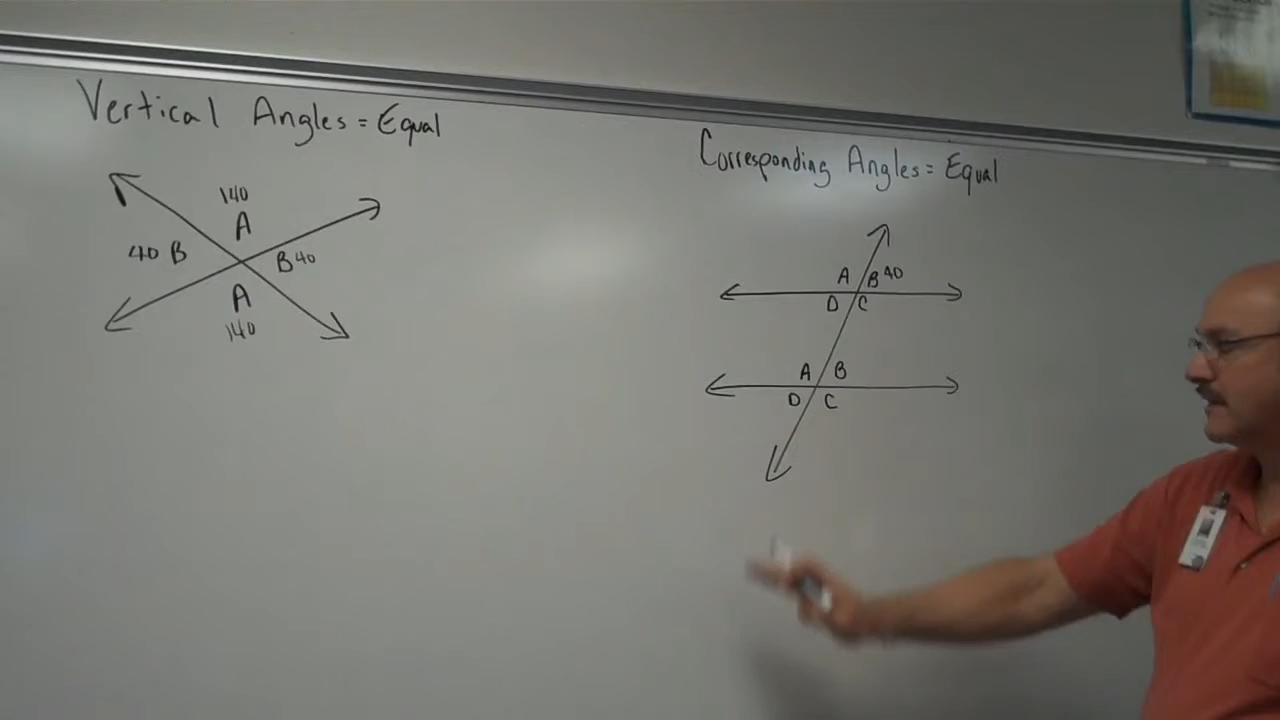 Vertical Angles = Equal
140
A
40 B
B 40
A
140
Corresponding Angles = Equal
A B 40
D C
A B
D C